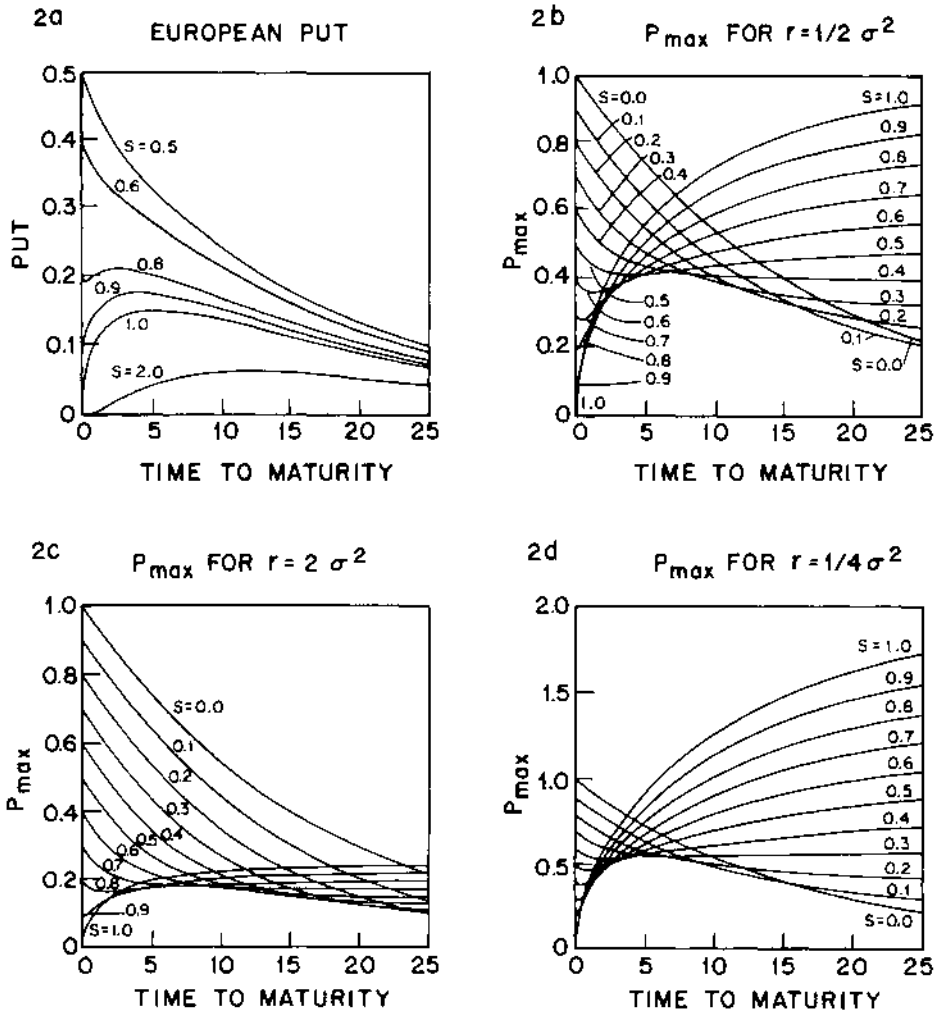 2a
EUROPEAN PUT
PUT
0.5
0.4
0.3
0.2
0.1
0
S=0.5
0.6
0.8
0.9
1.0
S=2.0
0 5 10 15 20 25
TIME TO MATURITY
2b
Pmax FOR r=1/2 σ²
Pmax
1.0
0.8
0.6
0.4
0.2
0
S=0.0
0.1
0.2
0.3
0.4
0.5
0.6
0.7
0.8
0.9
1.0
S=1.0
0.9
0.8
0.7
0.6
0.5
0.4
0.3
0.2
0.1
S=0.0
0 5 10 15 20 25
TIME TO MATURITY
2c
Pmax FOR r= 2 σ²
Pmax
1.0
0.8
0.6
0.4
0.2
0
S=0.0
0.1
0.2
0.3
0.4
0.5
0.6
0.7
0.8
0.9
S=1.0
0 5 10 15 20 25
TIME TO MATURITY
2d
Pmax FOR r=1/4 σ²
Pmax
2.0
1.5
1.0
0.5
0
S=1.0
0.9
0.8
0.7
0.6
0.5
0.4
0.3
0.2
0.1
S=0.0
0 5 10 15 20 25
TIME TO MATURITY